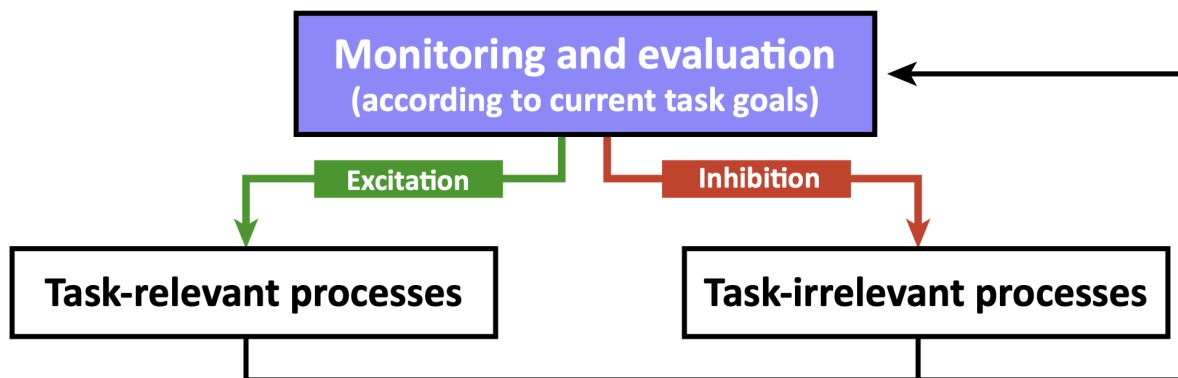 Monitoring and evaluation
(according to current task goals)
Excitation
Inhibition
Task-relevant processes
Task-irrelevant processes